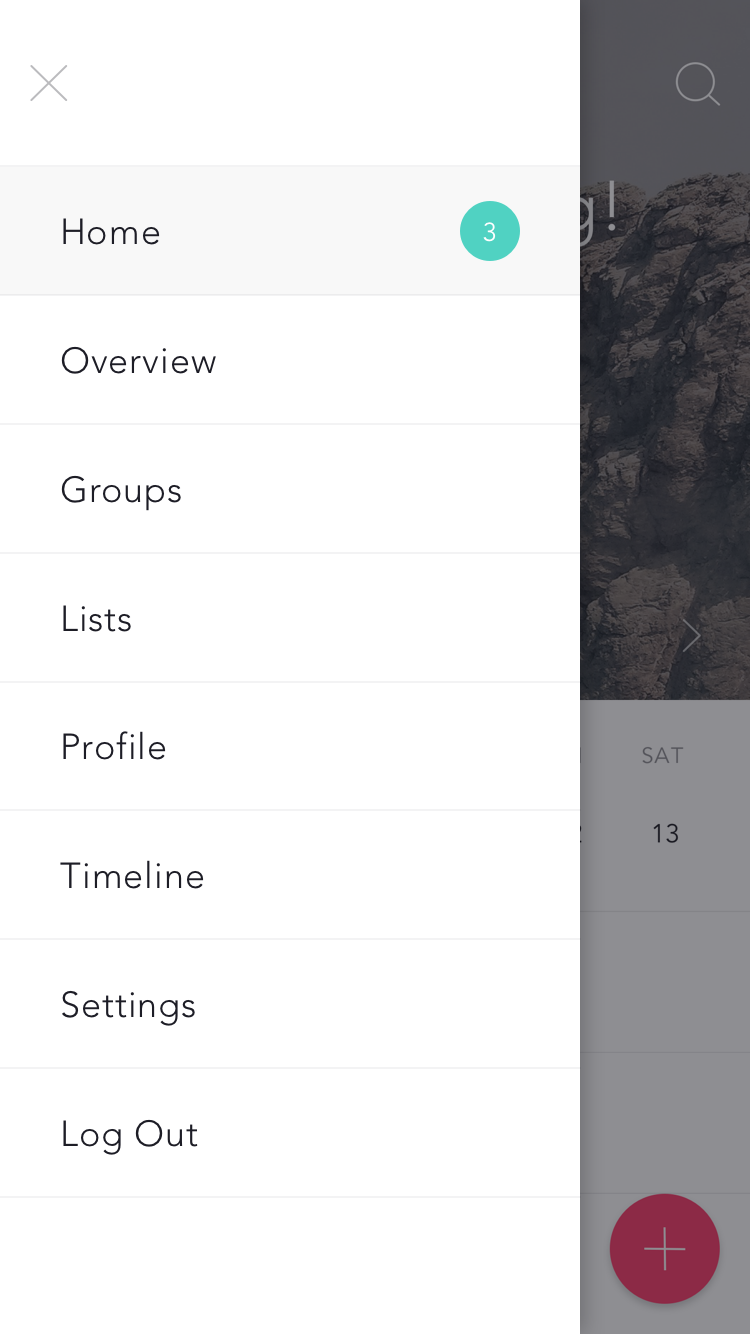 g!
Home
3
Overview
Groups
Lists
Profile
SAT
13
Timeline
Settings
Log Out